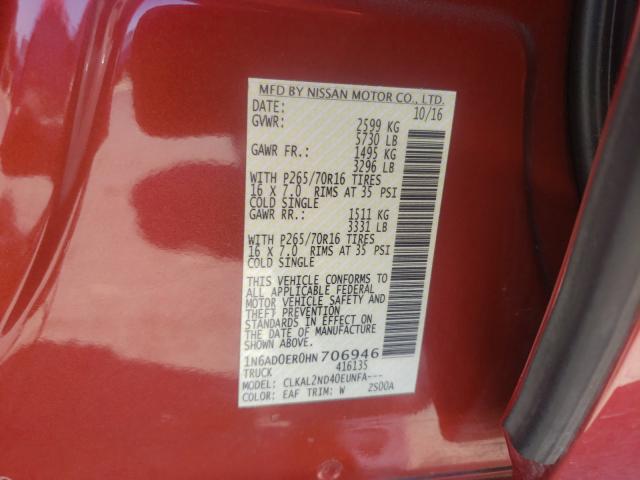 MFD BY NISSAN MOTOR CO., LTD.
DATE: 10/16
GVWR: 2599 KG
5730 LB
GAWR FR.: 1495 KG
3296 LB
WITH P265/70R16 TIRES
16 X 7.0 RIMS AT 35 PSI
COLD SINGLE
GAWR RR.: 1511 KG
3331 LB
WITH P265/70R16 TIRES
16 X 7.0 RIMS AT 35 PSI
COLD SINGLE
THIS VEHICLE CONFORMS TO
ALL APPLICABLE FEDERAL
MOTOR VEHICLE SAFETY AND
THEFT PREVENTION
STANDARDS IN EFFECT ON
THE DATE OF MANUFACTURE
SHOWN ABOVE.
1N6AD0ER0HN706946
TRUCK 416135
MODEL: CLKAL2ND40EUNFA---
COLOR: EAF TRIM: W 2S00A